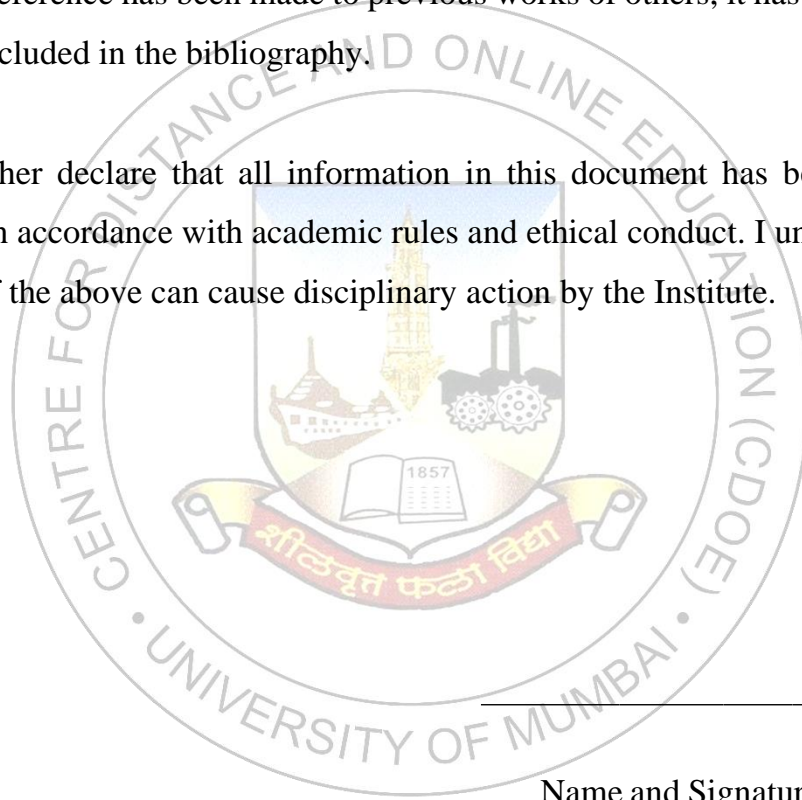 eference has been made to previous works of others, it has
cluded in the bibliography.
her declare that all information in this document has b
n accordance with academic rules and ethical conduct. I un
f the above can cause disciplinary action by the Institute.
CENTRE FOR DISTANCE AND ONLINE EDUCATION (CDOE)
1857
शीलवृत्त फला विद्या
• UNIVERSITY OF MUMBAI •
Name and Signatur